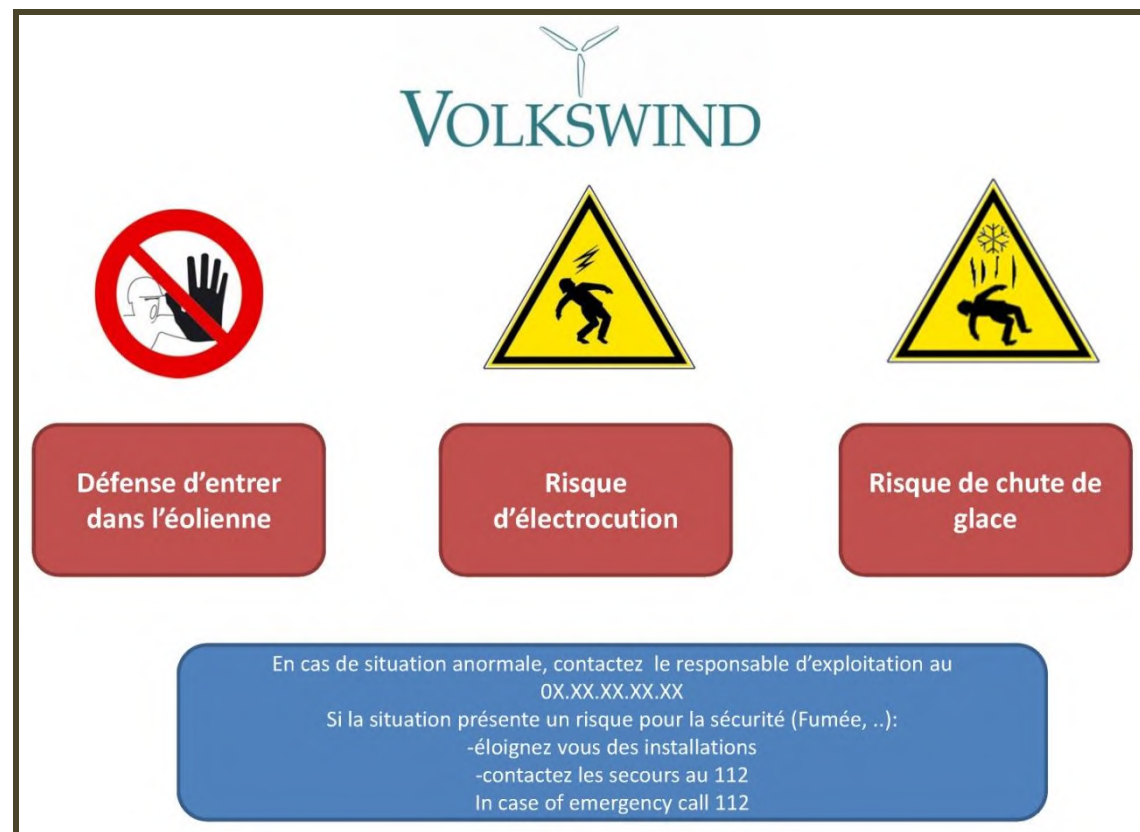 VOLKSWIND
Défense d'entrer
dans l'éolienne
Risque
d'électrocution
Risque de chute de
glace
En cas de situation anormale, contactez  le responsable d'exploitation au
0X.XX.XX.XX.XX
Si la situation présente un risque pour la sécurité (Fumée, ..):
-éloignez vous des installations
-contactez les secours au 112
In case of emergency call 112